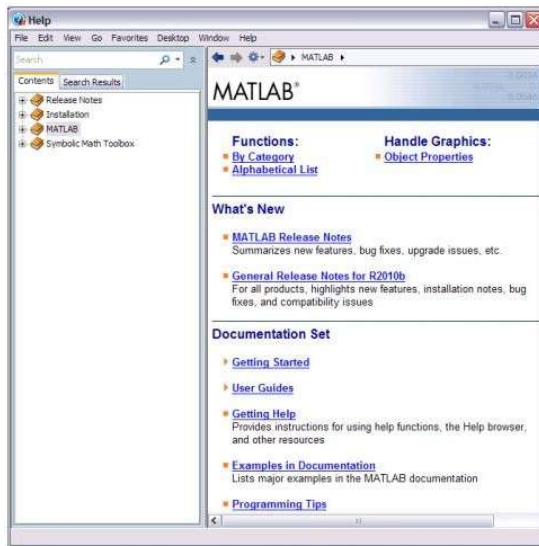 Help
File Edit View Go Favorites Desktop Window Help
Search
Contents Search Results
Release Notes
Installation
MATLAB
Symbolic Math Toolbox
MATLAB
MATLAB®
Functions:
By Category
Alphabetical List
Handle Graphics:
Object Properties
What's New
MATLAB Release Notes
Summarizes new features, bug fixes, upgrade issues, etc.
General Release Notes for R2010b
For all products, highlights new features, installation notes, bug
fixes, and compatibility issues
Documentation Set
Getting Started
User Guides
Getting Help
Provides instructions for using help functions, the Help browser,
and other resources
Examples in Documentation
Lists major examples in the MATLAB documentation
Programming Tips